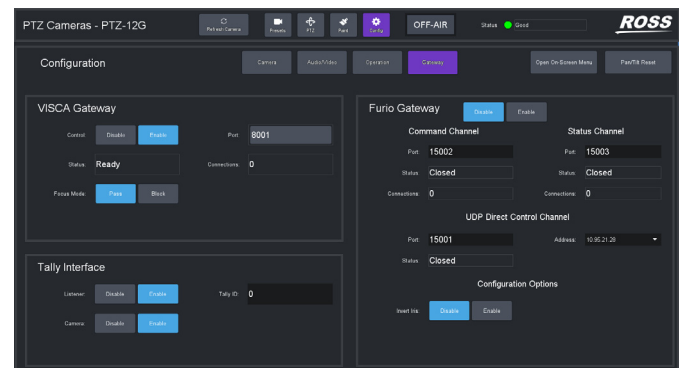 PTZ Cameras - PTZ-12G
Refresh Camera
Presets
PTZ
Paint
Config
OFF-AIR
Status
Good
ROSS
Configuration
Camera
Audio/Video
Operation
Gateway
Open On-Screen Menu
Pan/Tilt Reset
VISCA Gateway
Control: Disable Enable
Port: 8001
Status: Ready
Connections: 0
Focus Mode: Pass Block
Tally Interface
Listener: Disable Enable
Tally ID: 0
Camera: Disable Enable
Furio Gateway Disable Enable
Command Channel
Status Channel
Port: 15002
Port: 15003
Status: Closed
Status: Closed
Connections: 0
Connections: 0
UDP Direct Control Channel
Port: 15001
Address: 10.95.21.28
Status: Closed
Configuration Options
Invert Iris: Disable Enable